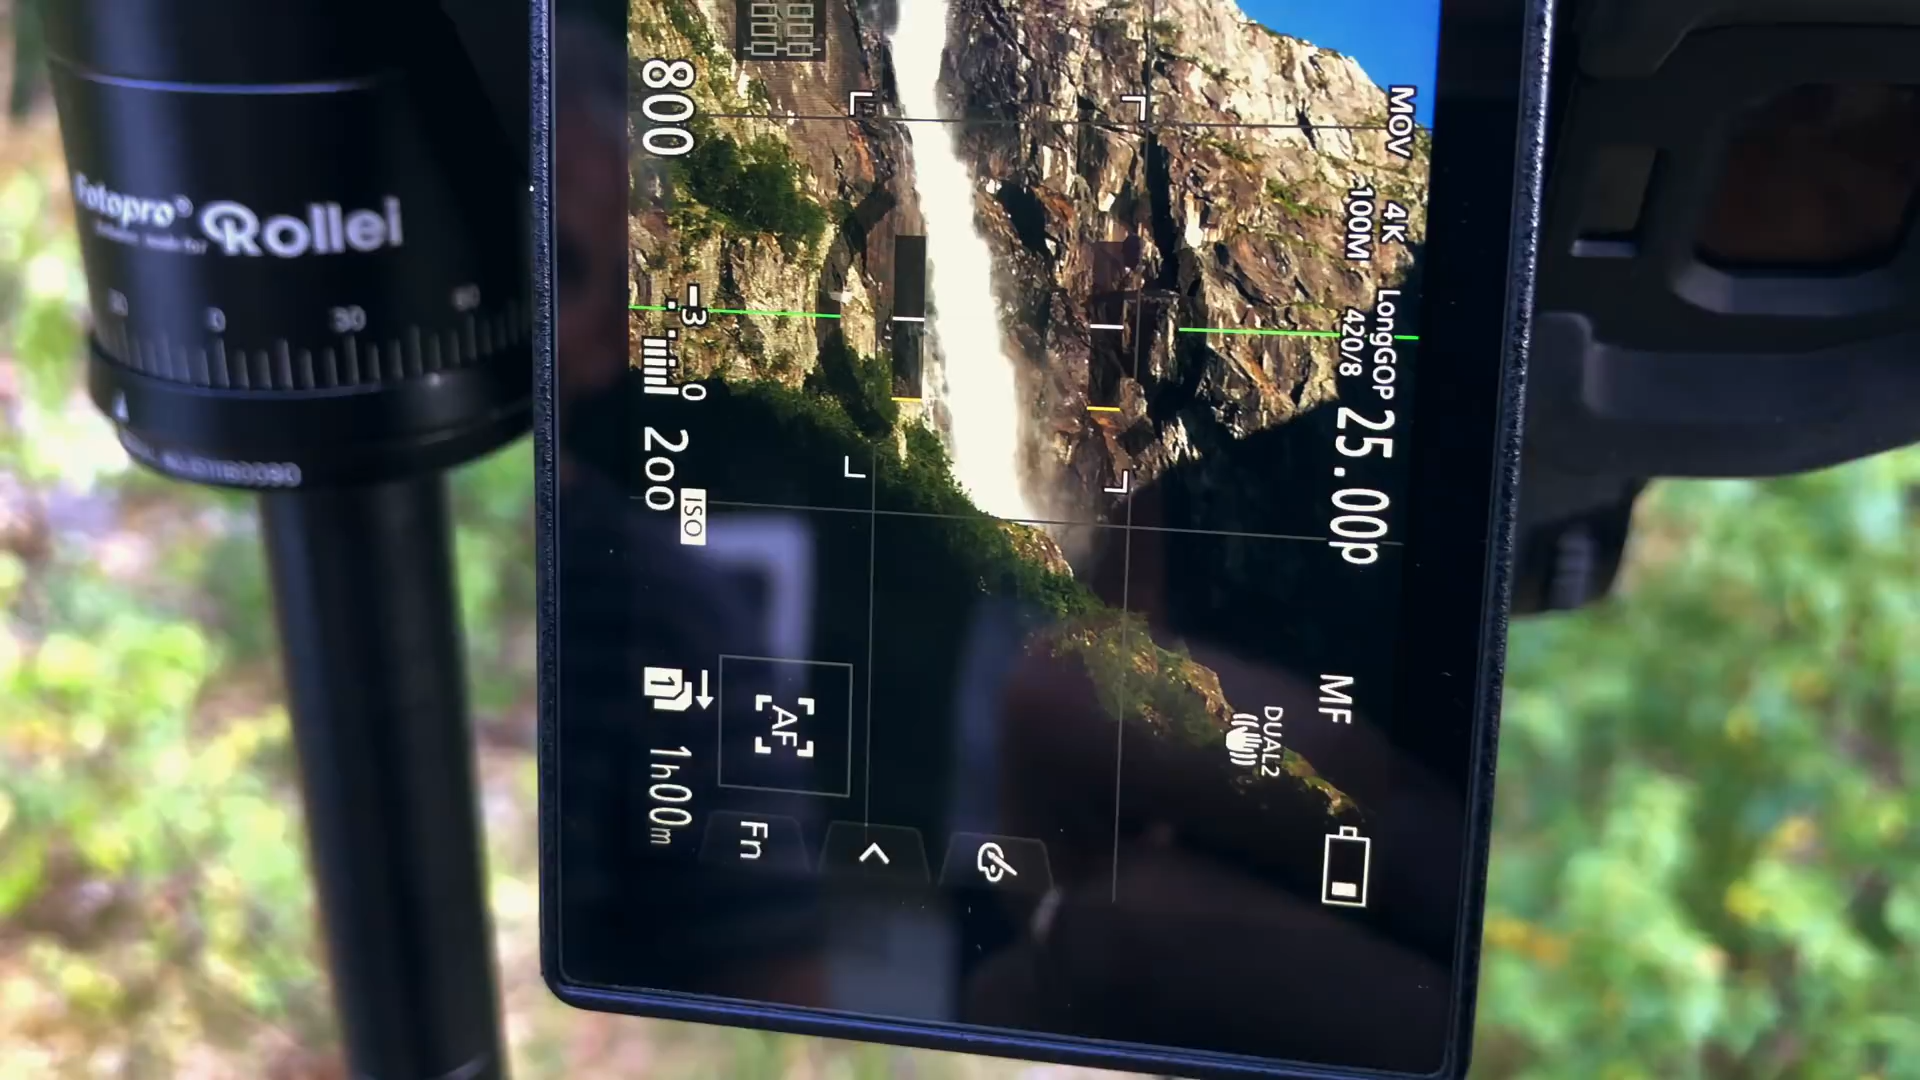 MOV
4K
100M
LongGOP
420/8
25.00p
MF
DUAL2
800
-3
0
200
ISO
1
1h00m
AF
Fn
Fotopro® Rollei
0
30